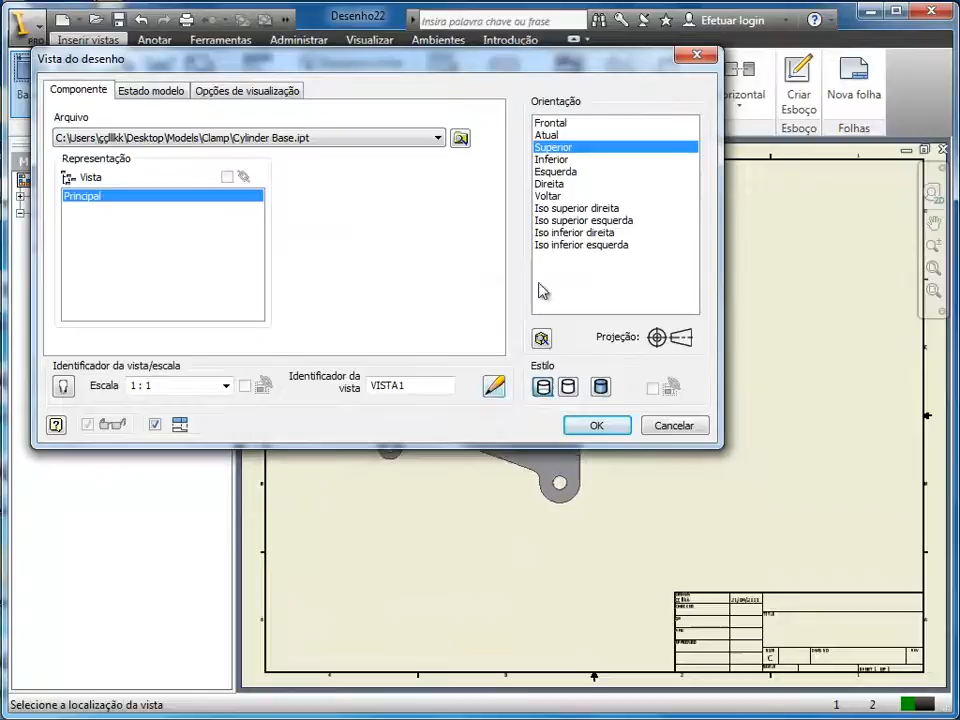 Desenho22
Insira palavra chave ou frase
Efetuar login
PRO
Inserir vistas
Anotar
Ferramentas
Administrar
Visualizar
Ambientes
Introdução
Vista do desenho
Componente
Estado modelo
Opções de visualização
Arquivo
C:\Users\ççllkk\Desktop\Models\Clamp\Cylinder Base.ipt
Representação
Vista
Principal
Orientação
Frontal
Atual
Superior
Inferior
Esquerda
Direita
Voltar
Iso superior direita
Iso superior esquerda
Iso inferior direita
Iso inferior esquerda
Projeção:
Identificador da vista/escala
Escala
1 : 1
Identificador da vista
VISTA1
Estilo
OK
Cancelar
Criar
Esboço
Nova folha
Esboço
Folhas
2D
C
Selecione a localização da vista
1
2